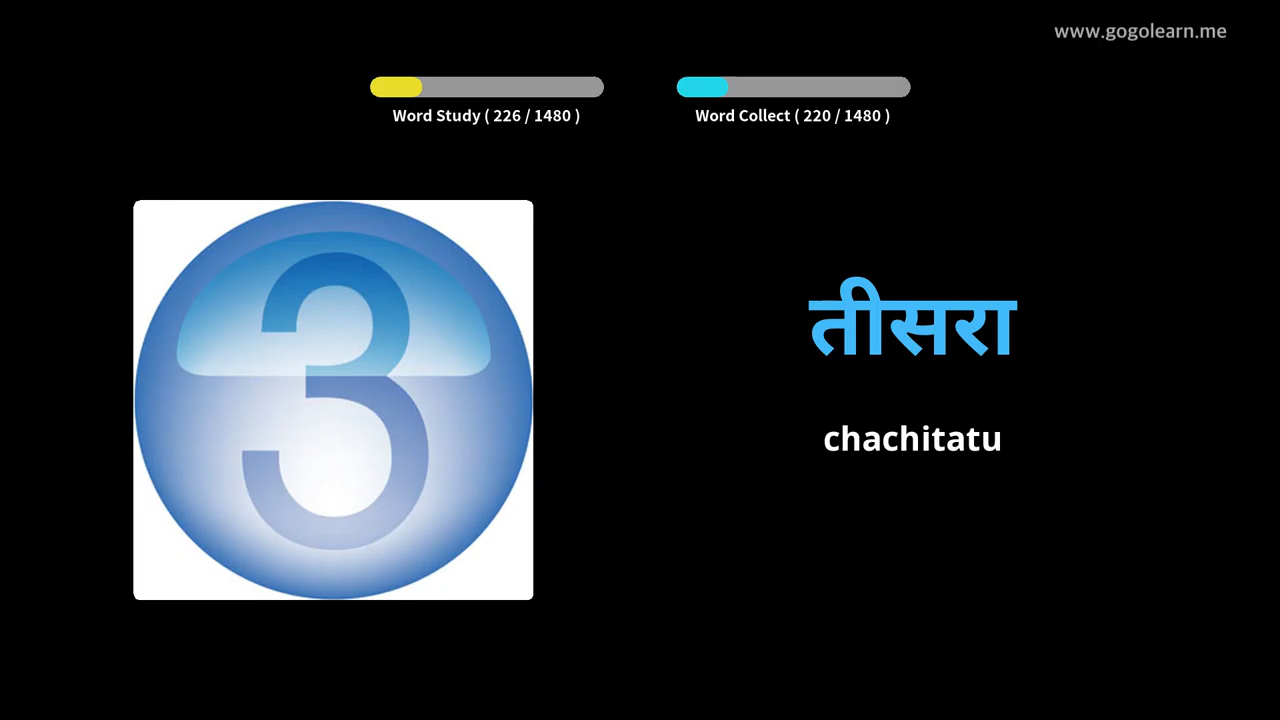 www.gogolearn.me
Word Study ( 226 / 1480 )
Word Collect ( 220 / 1480 )
3
तीसरा
chachitatu